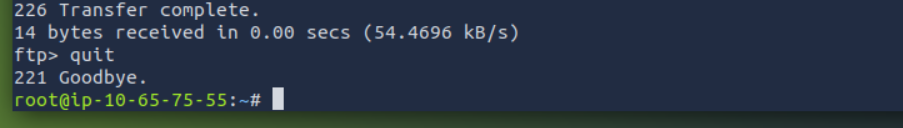 226 Transfer complete.
14 bytes received in 0.00 secs (54.4696 kB/s)
ftp> quit
221 Goodbye.
root@ip-10-65-75-55:~#